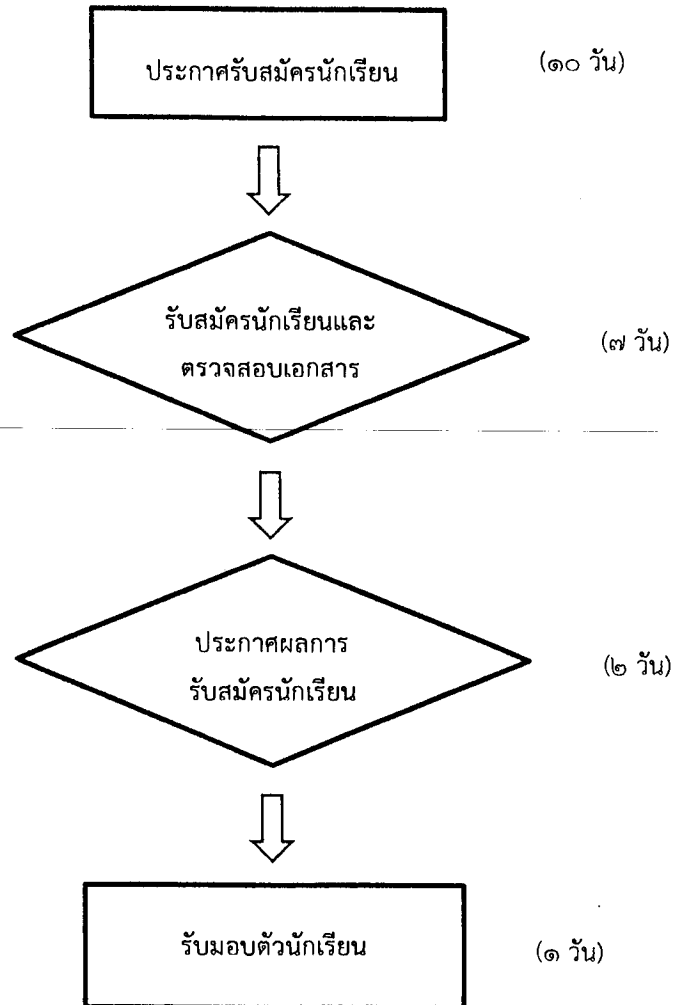 ประกาศรับสมัครนักเรียน (๑๐ วัน)
รับสมัครนักเรียนและ
ตรวจสอบเอกสาร
(๗ วัน)
ประกาศผลการ
รับสมัครนักเรียน
(๒ วัน)
รับมอบตัวนักเรียน (๑ วัน)